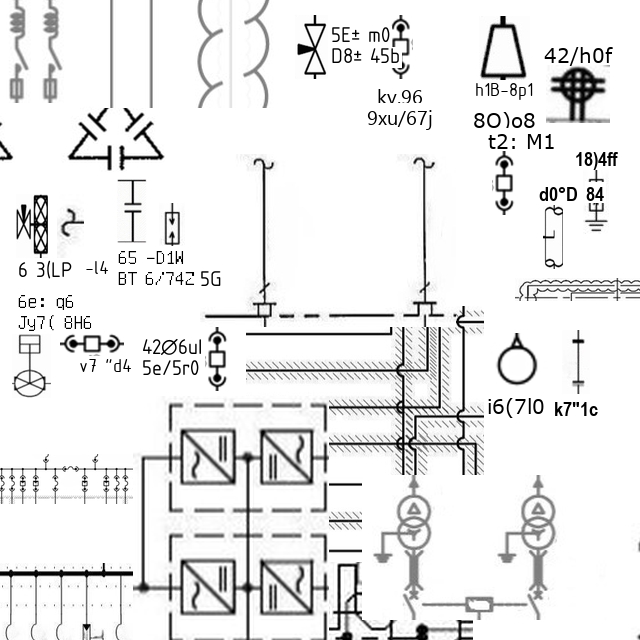 5E± m0
D8± 45b
kv.96
9xu/67j
h1B-8p1
42/h0f
8O)o8
t2: M1
18)4ff
d0°D 84
6 3(LP -l4
65 -D1W
BT 6/74Z 5G
6e: q6
Jy7( 8H6
v7 "d4
42Ø6ul
5e/5r0
i6(7l0
k7"1c